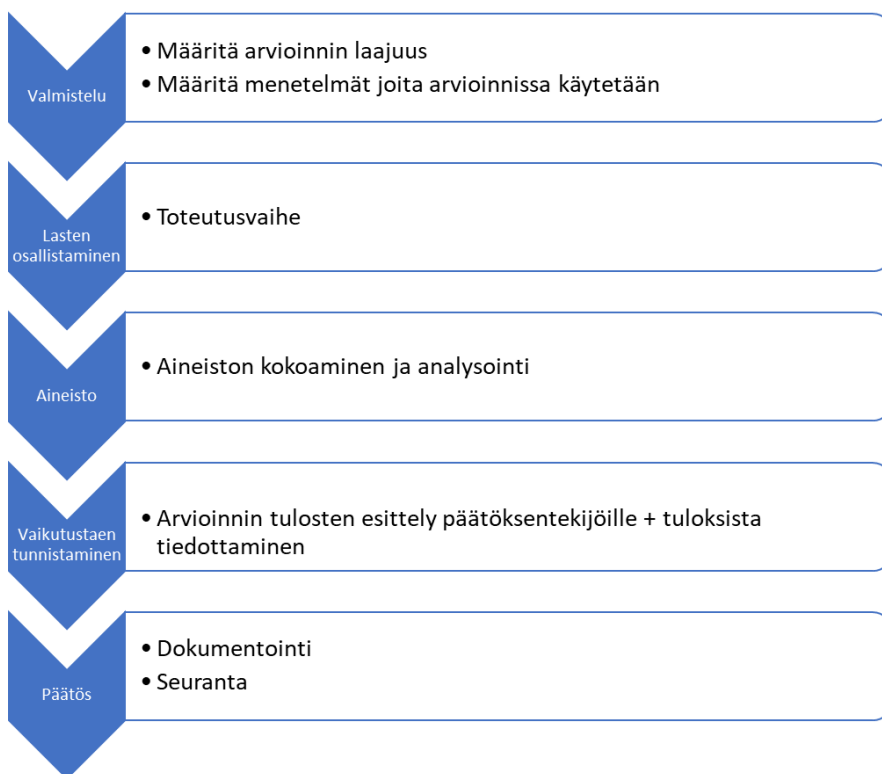 Valmistelu
• Määritä arvioinnin laajuus
• Määritä menetelmät joita arvioinnissa käytetään
Lasten
osallistaminen
• Toteutusvaihe
Aineisto
• Aineiston kokoaminen ja analysointi
Vaikutustaen
tunnistaminen
• Arvioinnin tulosten esittely päätöksentekijöille + tuloksista
tiedottaminen
Päätös
• Dokumentointi
• Seuranta